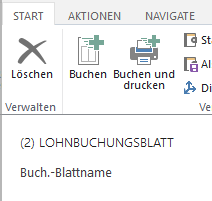 START AKTIONEN NAVIGATE
Löschen Buchen Buchen und drucken
Verwalten
(2) LOHNBUCHUNGSBLATT
Buch.-Blattname